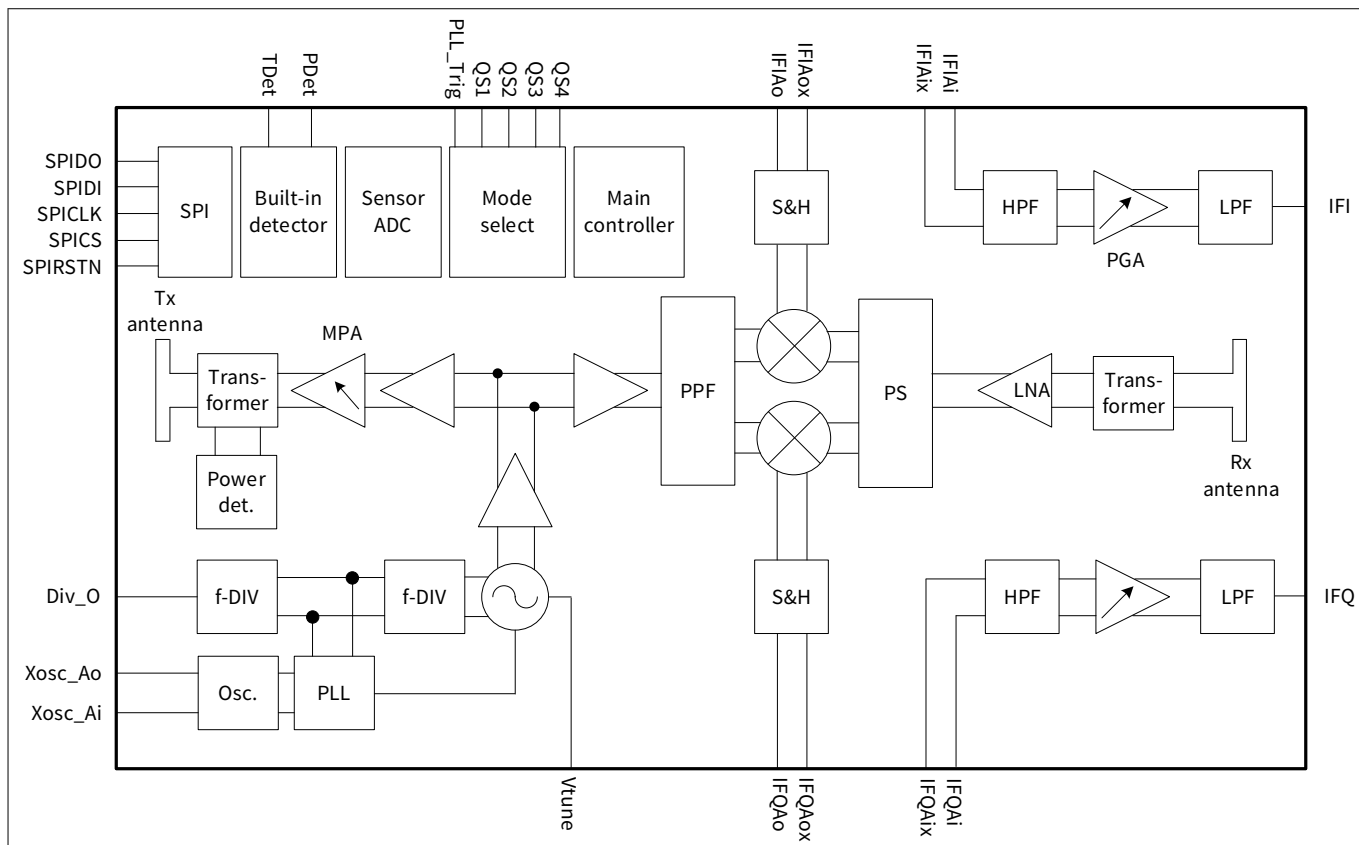 TDet
PDet
PLL_Trig
QS1
QS2
QS3
QS4
IFIAo
IFIAox
IFIAix
IFIAi
SPIDO
SPIDI
SPICLK
SPICS
SPIRSTN
SPI
Built-in
detector
Sensor
ADC
Mode
select
Main
controller
S&H
HPF
PGA
LPF
IFI
Tx
antenna
MPA
Trans-
former
Power
det.
PPF
PS
LNA
Trans-
former
Rx
antenna
Div_O
f-DIV
f-DIV
S&H
HPF
LPF
IFQ
Xosc_Ao
Xosc_Ai
Osc.
PLL
Vtune
IFQAo
IFQAox
IFQAix
IFQAi